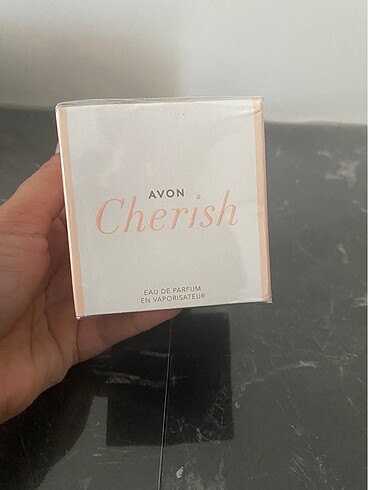 AVON
Cherish
EAU DE PARFUM
EN VAPORISATEUR